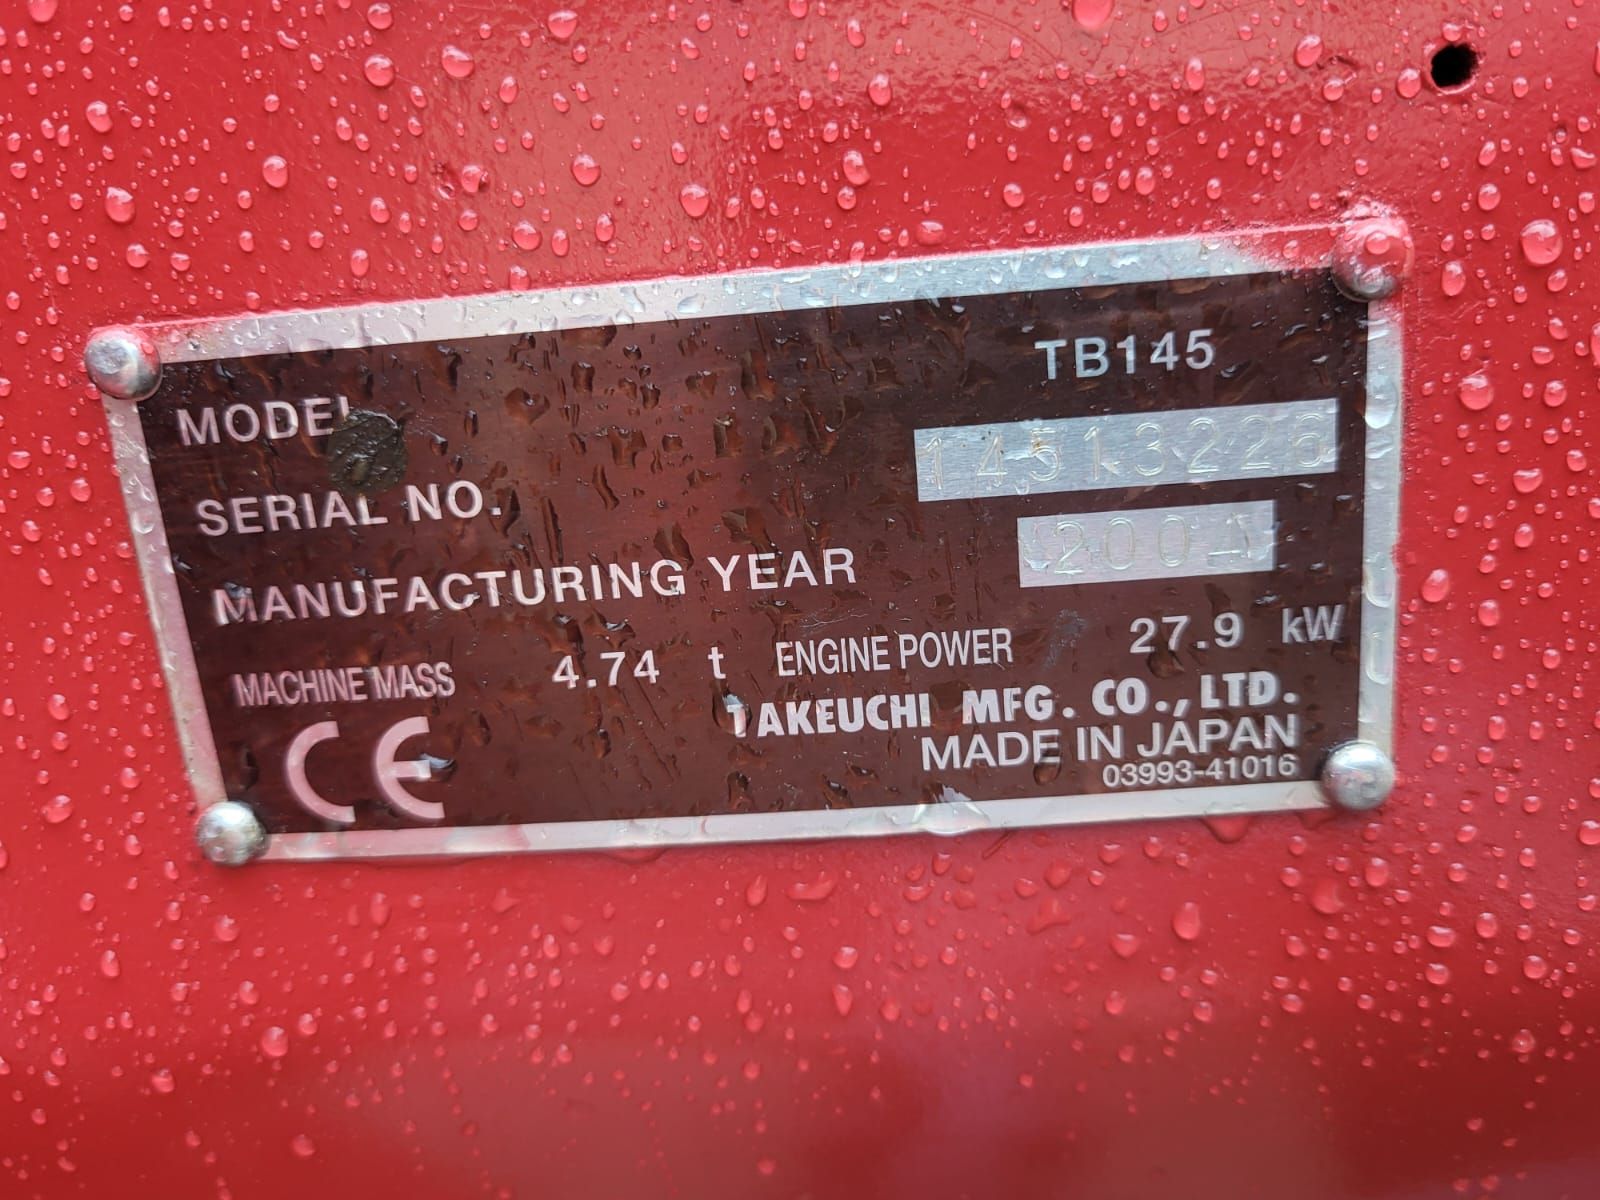 MODEL TB145
SERIAL NO. 14513226
MANUFACTURING YEAR 2004
MACHINE MASS 4.74 t ENGINE POWER 27.9 kW
TAKEUCHI MFG. CO., LTD.
CE MADE IN JAPAN
03993-41016